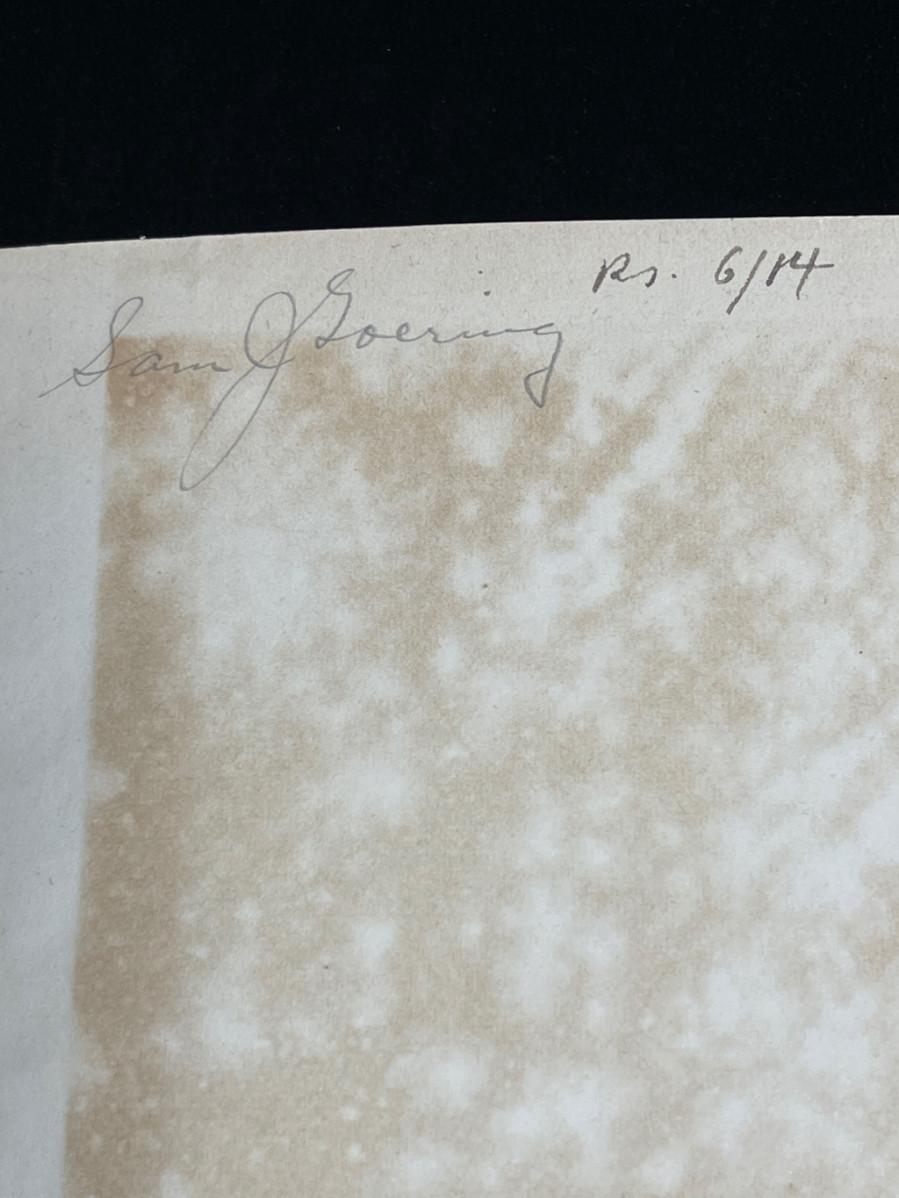 Rs. 6/14
Sam J Goering